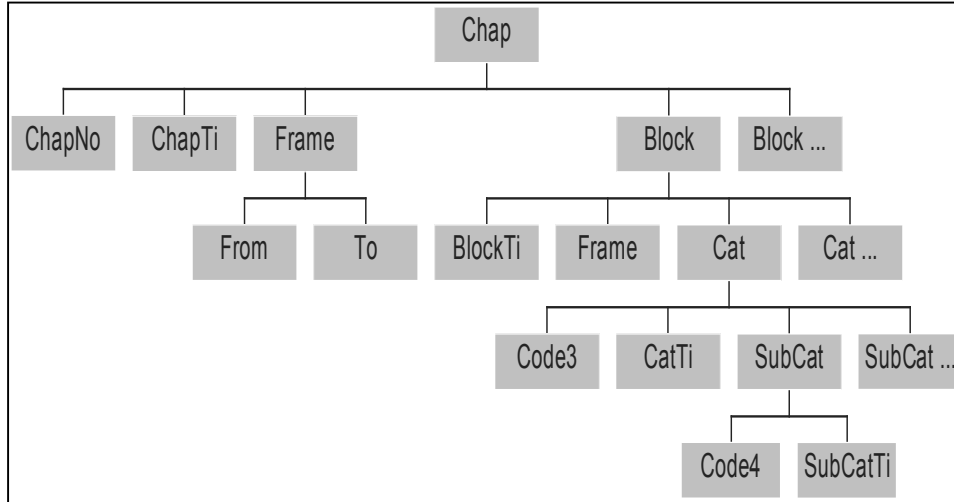 Chap
ChapNo ChapTi Frame Block Block ...
From To BlockTi Frame Cat Cat ...
Code3 CatTi SubCat SubCat ...
Code4 SubCatTi